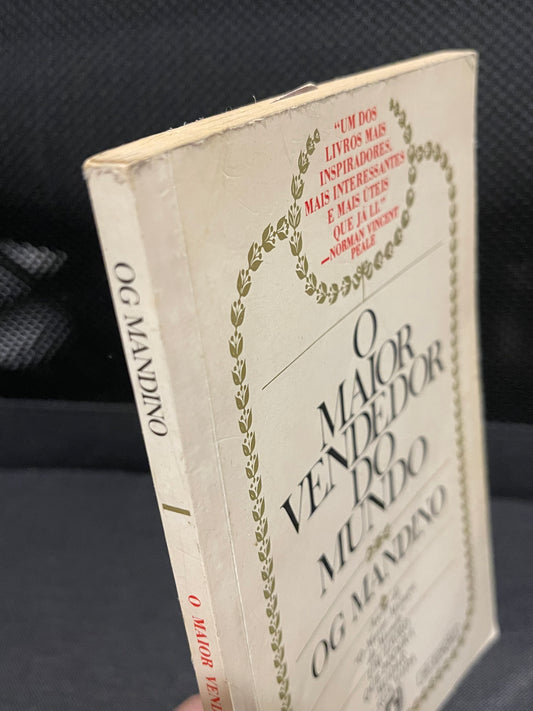 "UM DOS
LIVROS MAIS
INSPIRADORES,
MAIS INTERESSANTES
E MAIS ÚTEIS
QUE JÁ LI."
—NORMAN VINCENT
PEALE
O
MAIOR
VENDEDOR
DO
MUNDO
OG MANDINO
OG MANDINO
O MAIOR VEND